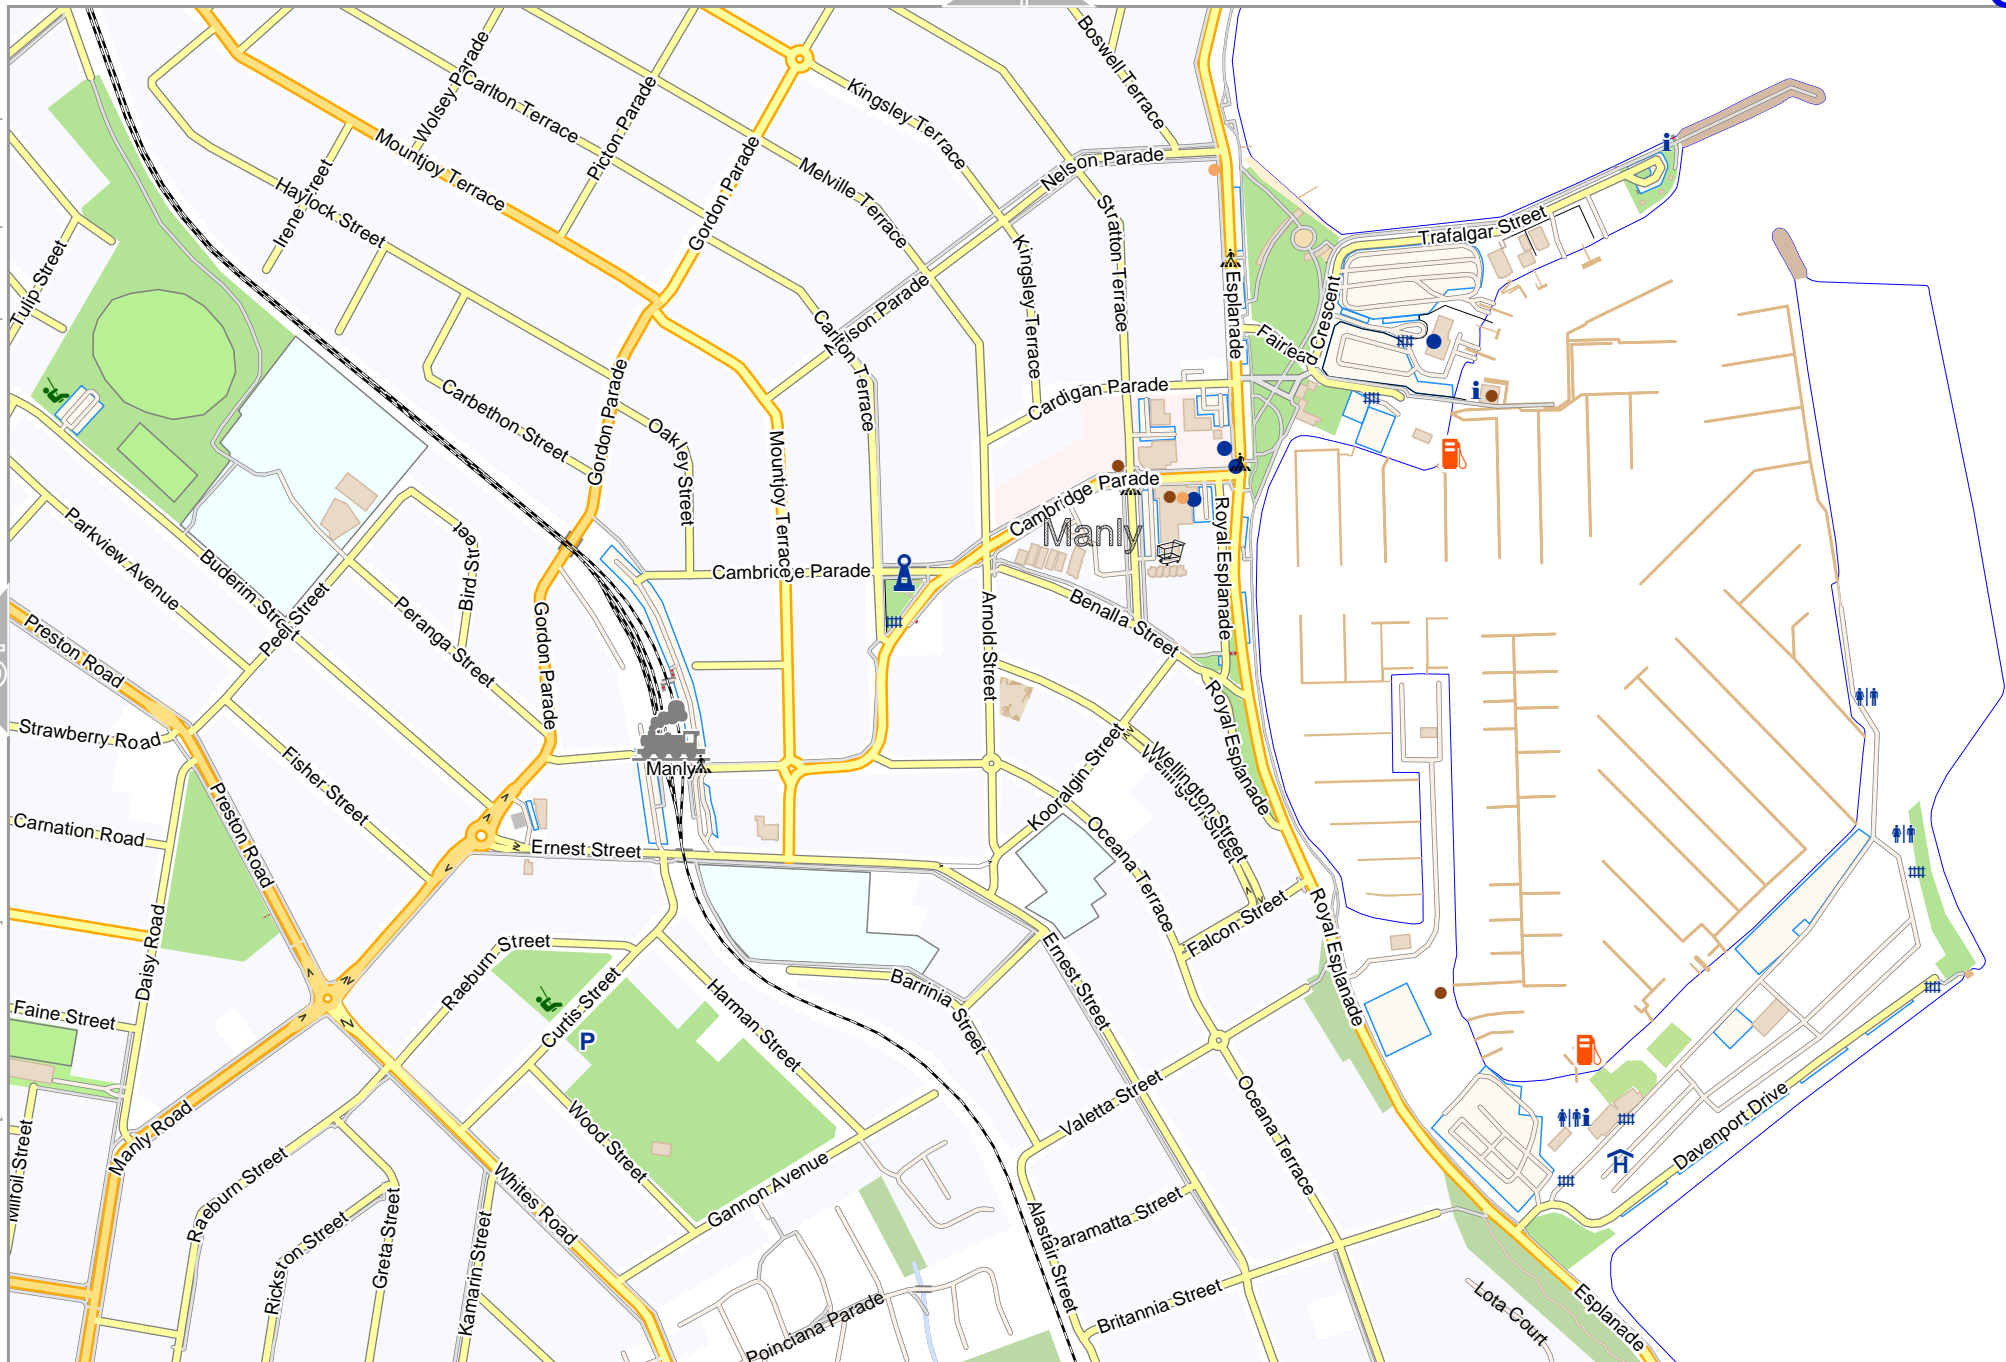 Boswell Terrace
Wolsey Parade
Carlton Terrace
Picton Parade
Kingsley Terrace
Mountjoy Terrace
Gordon Parade
Melville Terrace
Nelson Parade
Haylock Street
Irene Street
Stratton Terrace
Trafalgar Street
Tulip Street
Kingsley Terrace
Esplanade
Fairlead Crescent
Nelson Parade
Carlton Terrace
Cardigan Parade
Carbethon Street
Gordon Parade
Oakley Street
Mountjoy Terrace
Cambridge Parade
Manly
Royal Esplanade
Parkview Avenue
Buderim Street
Bird Street
Peel Street
Peranga Street
Cambridge Parade
Benalla Street
Arnold Street
Preston Road
Gordon Parade
Strawberry Road
Fisher Street
Manly
Royal Esplanade
Kooralgin Street
Wellington Street
Wellington Street
Carnation Road
Preston Road
Ernest Street
Oceana Terrace
Falcon Street
Royal Esplanade
Daisy Road
Raeburn Street
Curtis Street
Harman Street
Barrinia Street
Ernest Street
Faine Street
P
Valetta Street
Oceana Terrace
Manly Road
Wood Street
Davenport Drive
H
Millfoil Street
Raeburn Street
Whites Road
Gannon Avenue
Paramatta Street
Alastair Street
Rickston Street
Greta Street
Kamarin Street
Poinciana Parade
Britannia Street
Lota Court
Esplanade